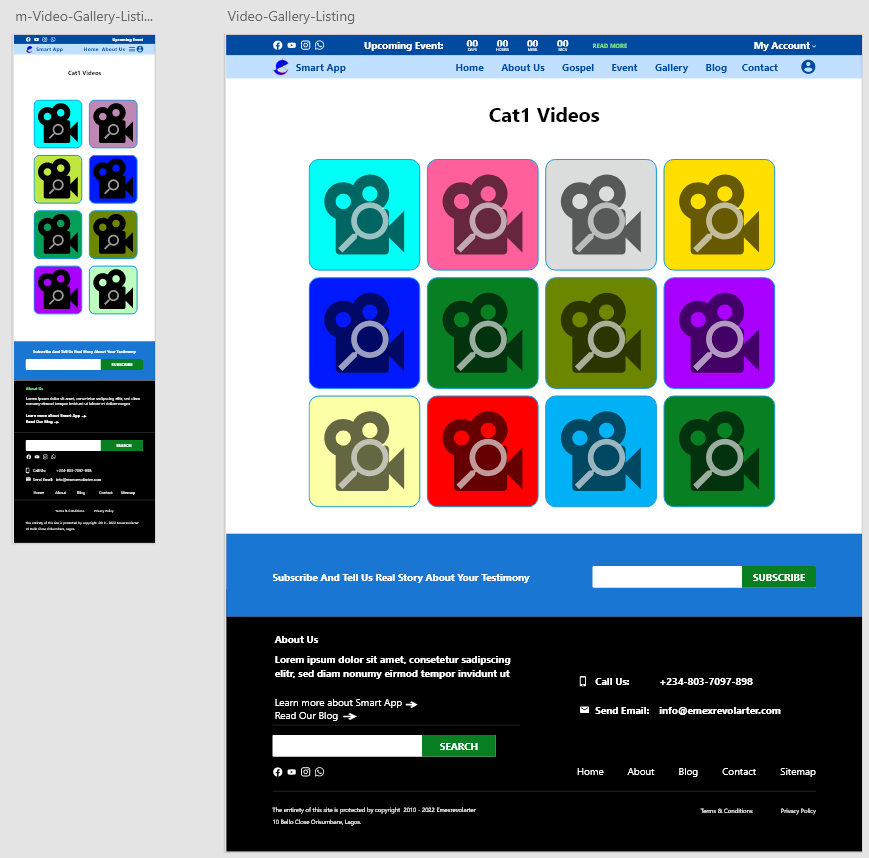 m-Video-Gallery-Listi...
Upcoming Event
Smart App Home About Us
Cat1 Videos
Subscribe And Tell Us Real Story About Your Testimony
SUBSCRIBE
About Us
Lorem ipsum dolor sit amet, consetetur sadipscing elitr, sed diam
nonumy eirmod tempor invidunt ut labore et dolore magna
Learn more about Smart App
Read Our Blog
SEARCH
Call Us: +234-803-7097-898
Send Email: info@emexrevolarter.com
Home About Blog Contact Sitemap
Terms & Conditions Privacy Policy
The entirety of this site is protected by copyright 2010 - 2022 Emexrevolarter
10 Bello Close Orisumbare, Lagos.
Video-Gallery-Listing
Upcoming Event: 00 00 00 00 READ MORE My Account
DAYS HOURS MINS SECS
Smart App Home About Us Gospel Event Gallery Blog Contact
Cat1 Videos
Subscribe And Tell Us Real Story About Your Testimony
SUBSCRIBE
About Us
Lorem ipsum dolor sit amet, consetetur sadipscing
elitr, sed diam nonumy eirmod tempor invidunt ut
Learn more about Smart App
Read Our Blog
SEARCH
Call Us: +234-803-7097-898
Send Email: info@emexrevolarter.com
Home About Blog Contact Sitemap
The entirety of this site is protected by copyright 2010 - 2022 Emexrevolarter
10 Bello Close Orisumbare, Lagos.
Terms & Conditions Privacy Policy